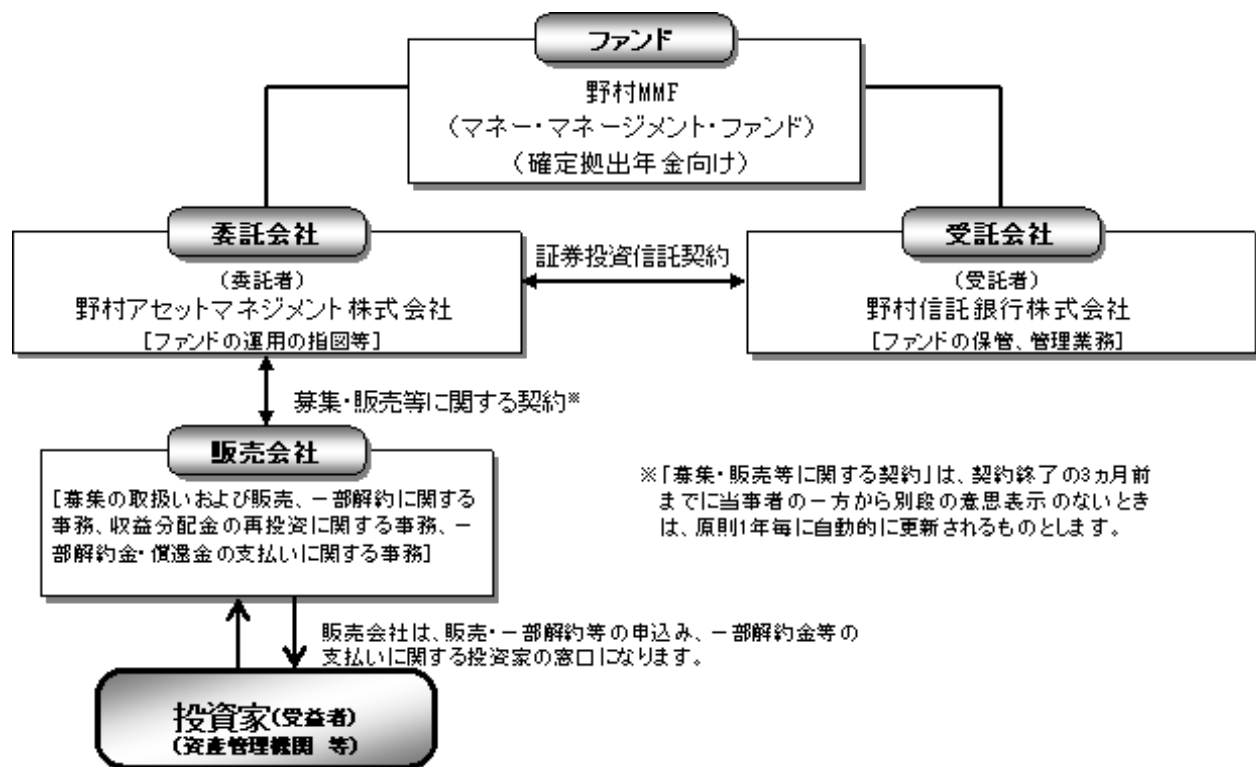 ファンド
野村MMF
(マネー・マネージメント・ファンド)
(確定拠出年金向け)
委託会社
(委託者)
野村アセットマネジメント株式会社
[ファンドの運用の指図等]
証券投資信託契約
受託会社
(受託者)
野村信託銀行株式会社
[ファンドの保管、管理業務]
募集・販売等に関する契約※
販売会社
[募集の取扱いおよび販売、一部解約に関する
事務、収益分配金の再投資に関する事務、一
部解約金・償還金の支払いに関する事務]
※「募集・販売等に関する契約」は、契約終了の3ヵ月前
までに当事者の一方から別段の意思表示のないとき
は、原則1年毎に自動的に更新されるものとします。
販売会社は、販売・一部解約等の申込み、一部解約金等の
支払いに関する投資家の窓口になります。
投資家(受益者)
(資産管理機関 等)